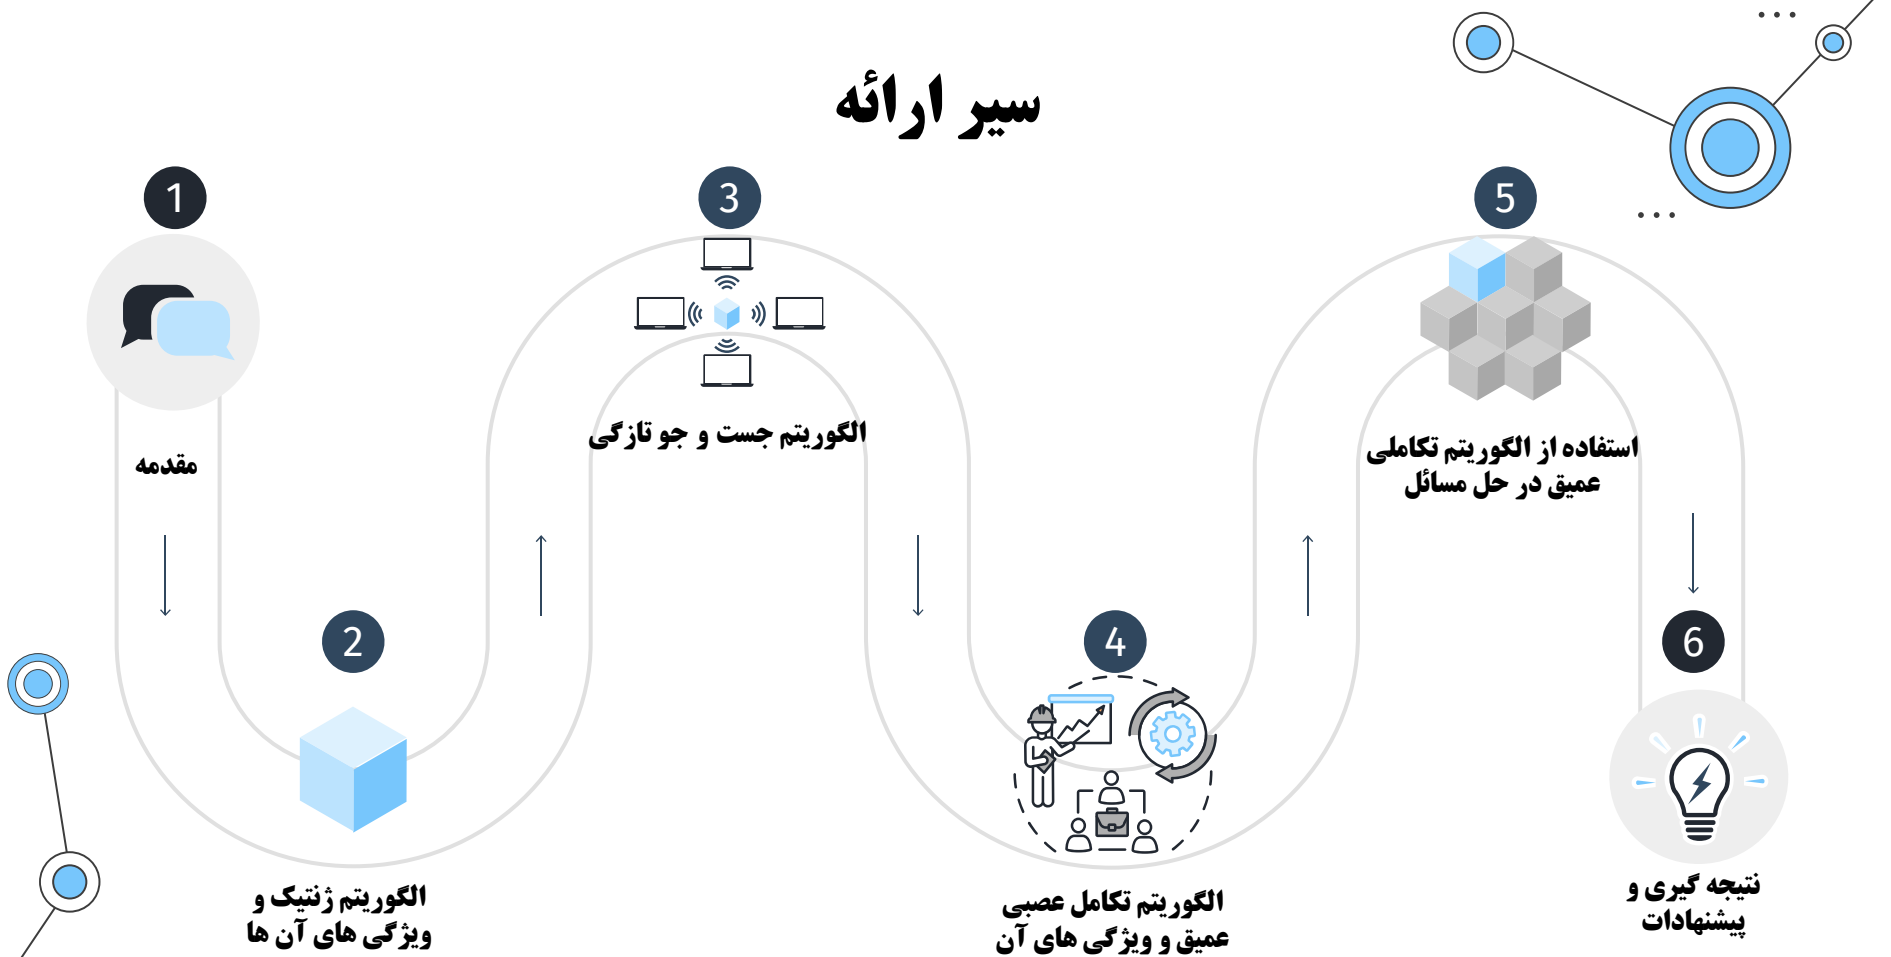 سیر ارائه
1
مقدمه
2
الگوریتم ژنتیک و
ویژگی های آن ها
3
الگوریتم جست و جو تازگی
4
الگوریتم تکامل عصبی
عمیق و ویژگی های آن
5
استفاده از الگوریتم تکاملی
عمیق در حل مسائل
6
نتیجه گیری و
پیشنهادات